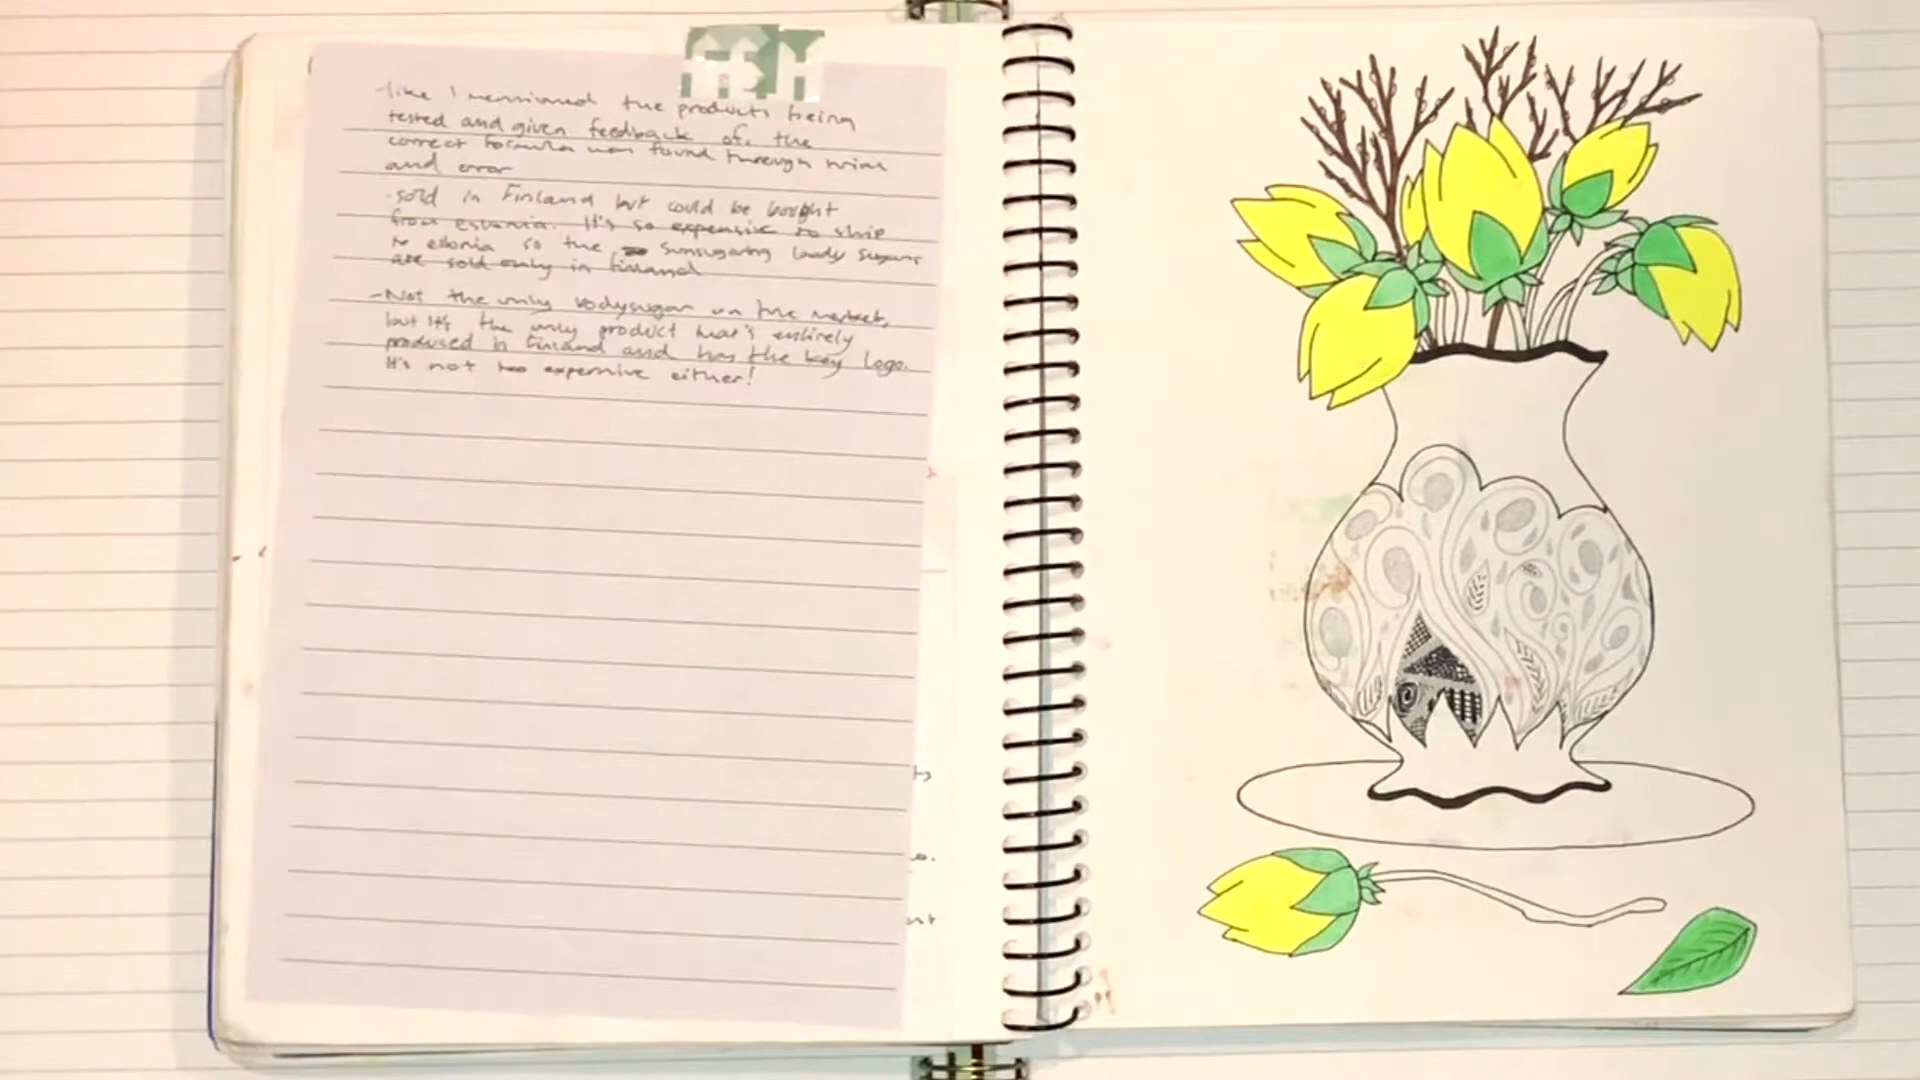 - like I mentioned the products being
tested and given feedback of, the
correct formula was found through trial
and error
- sold in Finland but could be bought
from estonia. It's so expensive to ship
to estonia so the sunsugaring body sugars
are sold only in Finland
- Not the only bodysugar on the market,
but it's the only product that's entirely
produced in Finland and has the key logo.
It's not too expensive either!